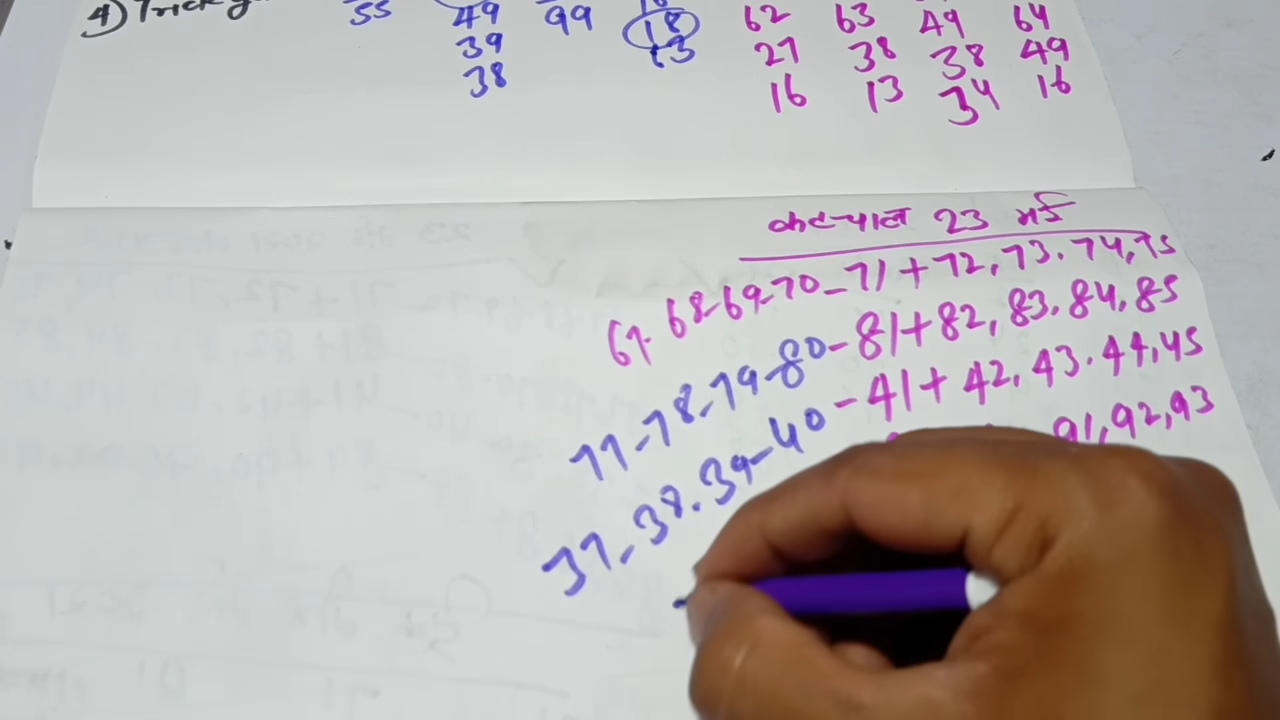 4) Trick
55 49 99 18 62 63 49 64
39 13 27 38 38 49
38 16 13 34 16
23 मई
67-68-69-70-71+72,73.74,75
77-78-79-80-81+82,83.84,85
37-38.39-40-41+42.43.44,45
91,92,93